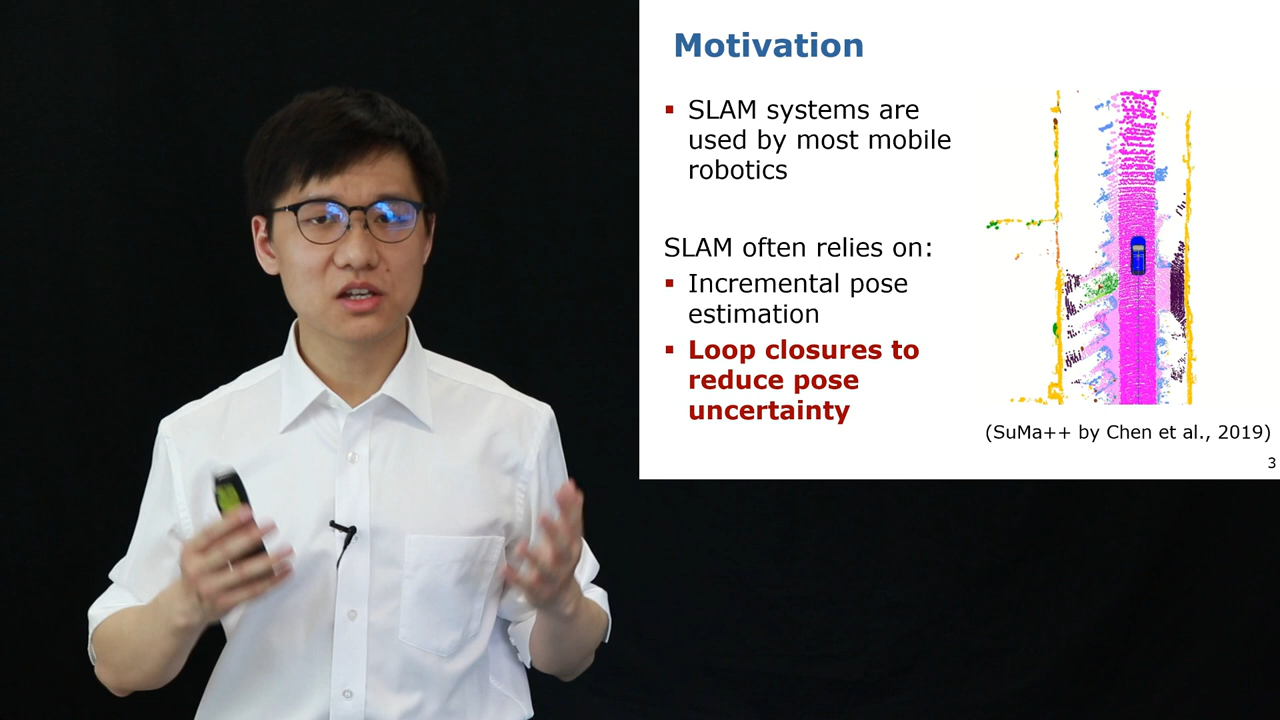 Motivation
▪ SLAM systems are
used by most mobile
robotics
SLAM often relies on:
▪ Incremental pose
estimation
▪ Loop closures to
reduce pose
uncertainty
(SuMa++ by Chen et al., 2019)
3